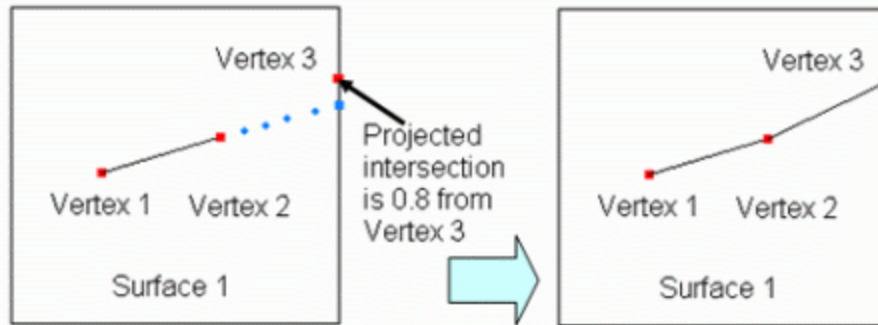 Vertex 3
Projected
intersection
is 0.8 from
Vertex 3
Vertex 1
Vertex 2
Surface 1
Vertex 3
Vertex 1
Vertex 2
Surface 1